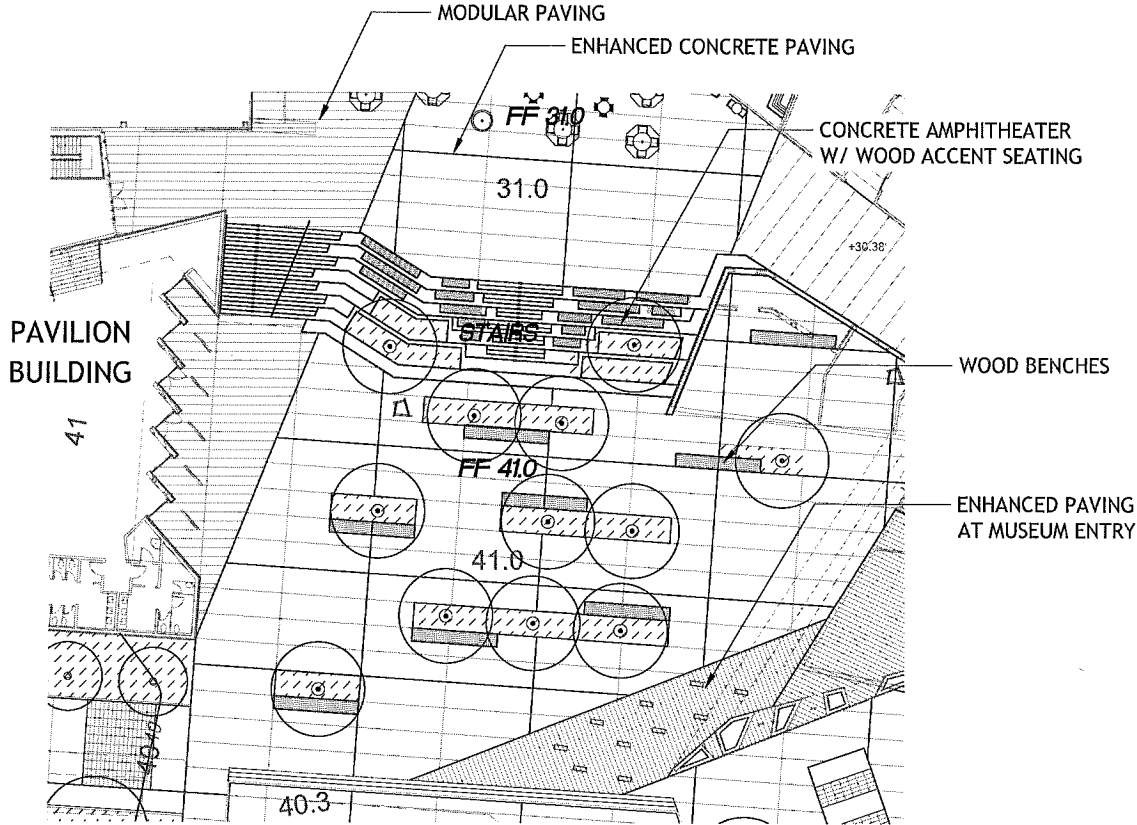 MODULAR PAVING
ENHANCED CONCRETE PAVING
FF 31.0
CONCRETE AMPHITHEATER
W/ WOOD ACCENT SEATING
31.0
+30.38'
PAVILION
BUILDING
STAIRS
WOOD BENCHES
41
FF 41.0
ENHANCED PAVING
AT MUSEUM ENTRY
41.0
40.3